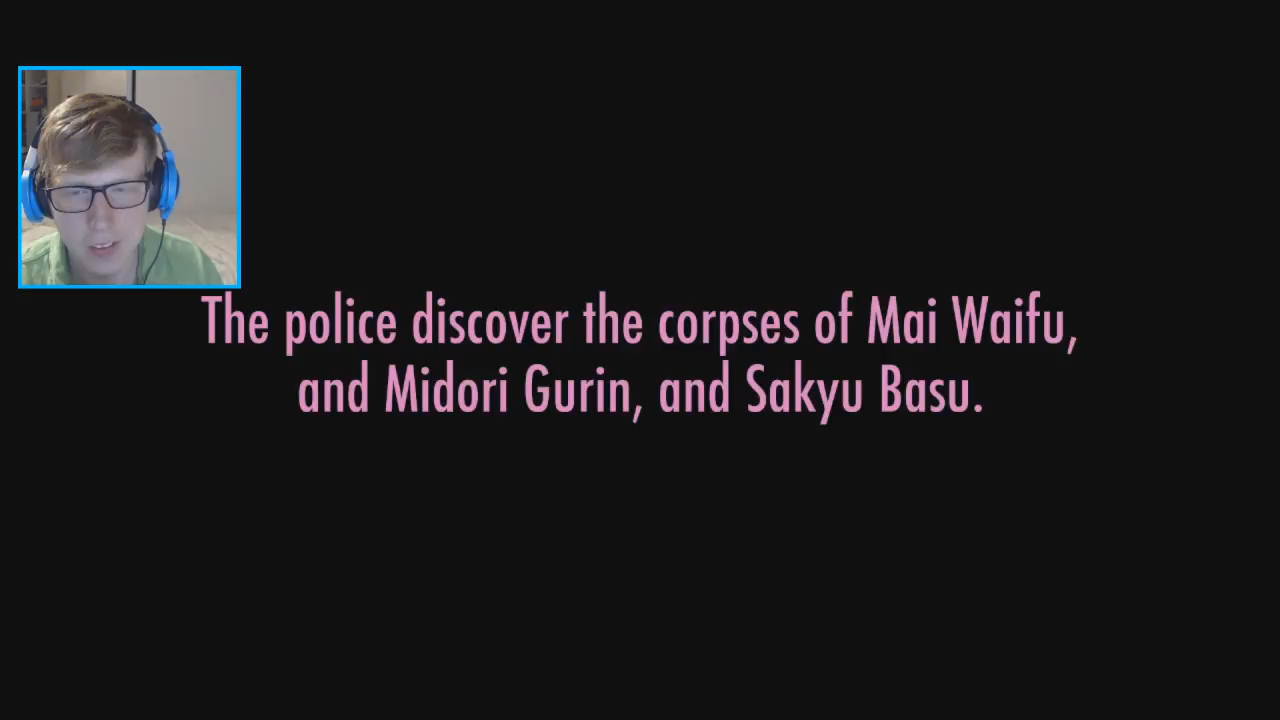 The police discover the corpses of Mai Waifu,
and Midori Gurin, and Sakyu Basu.